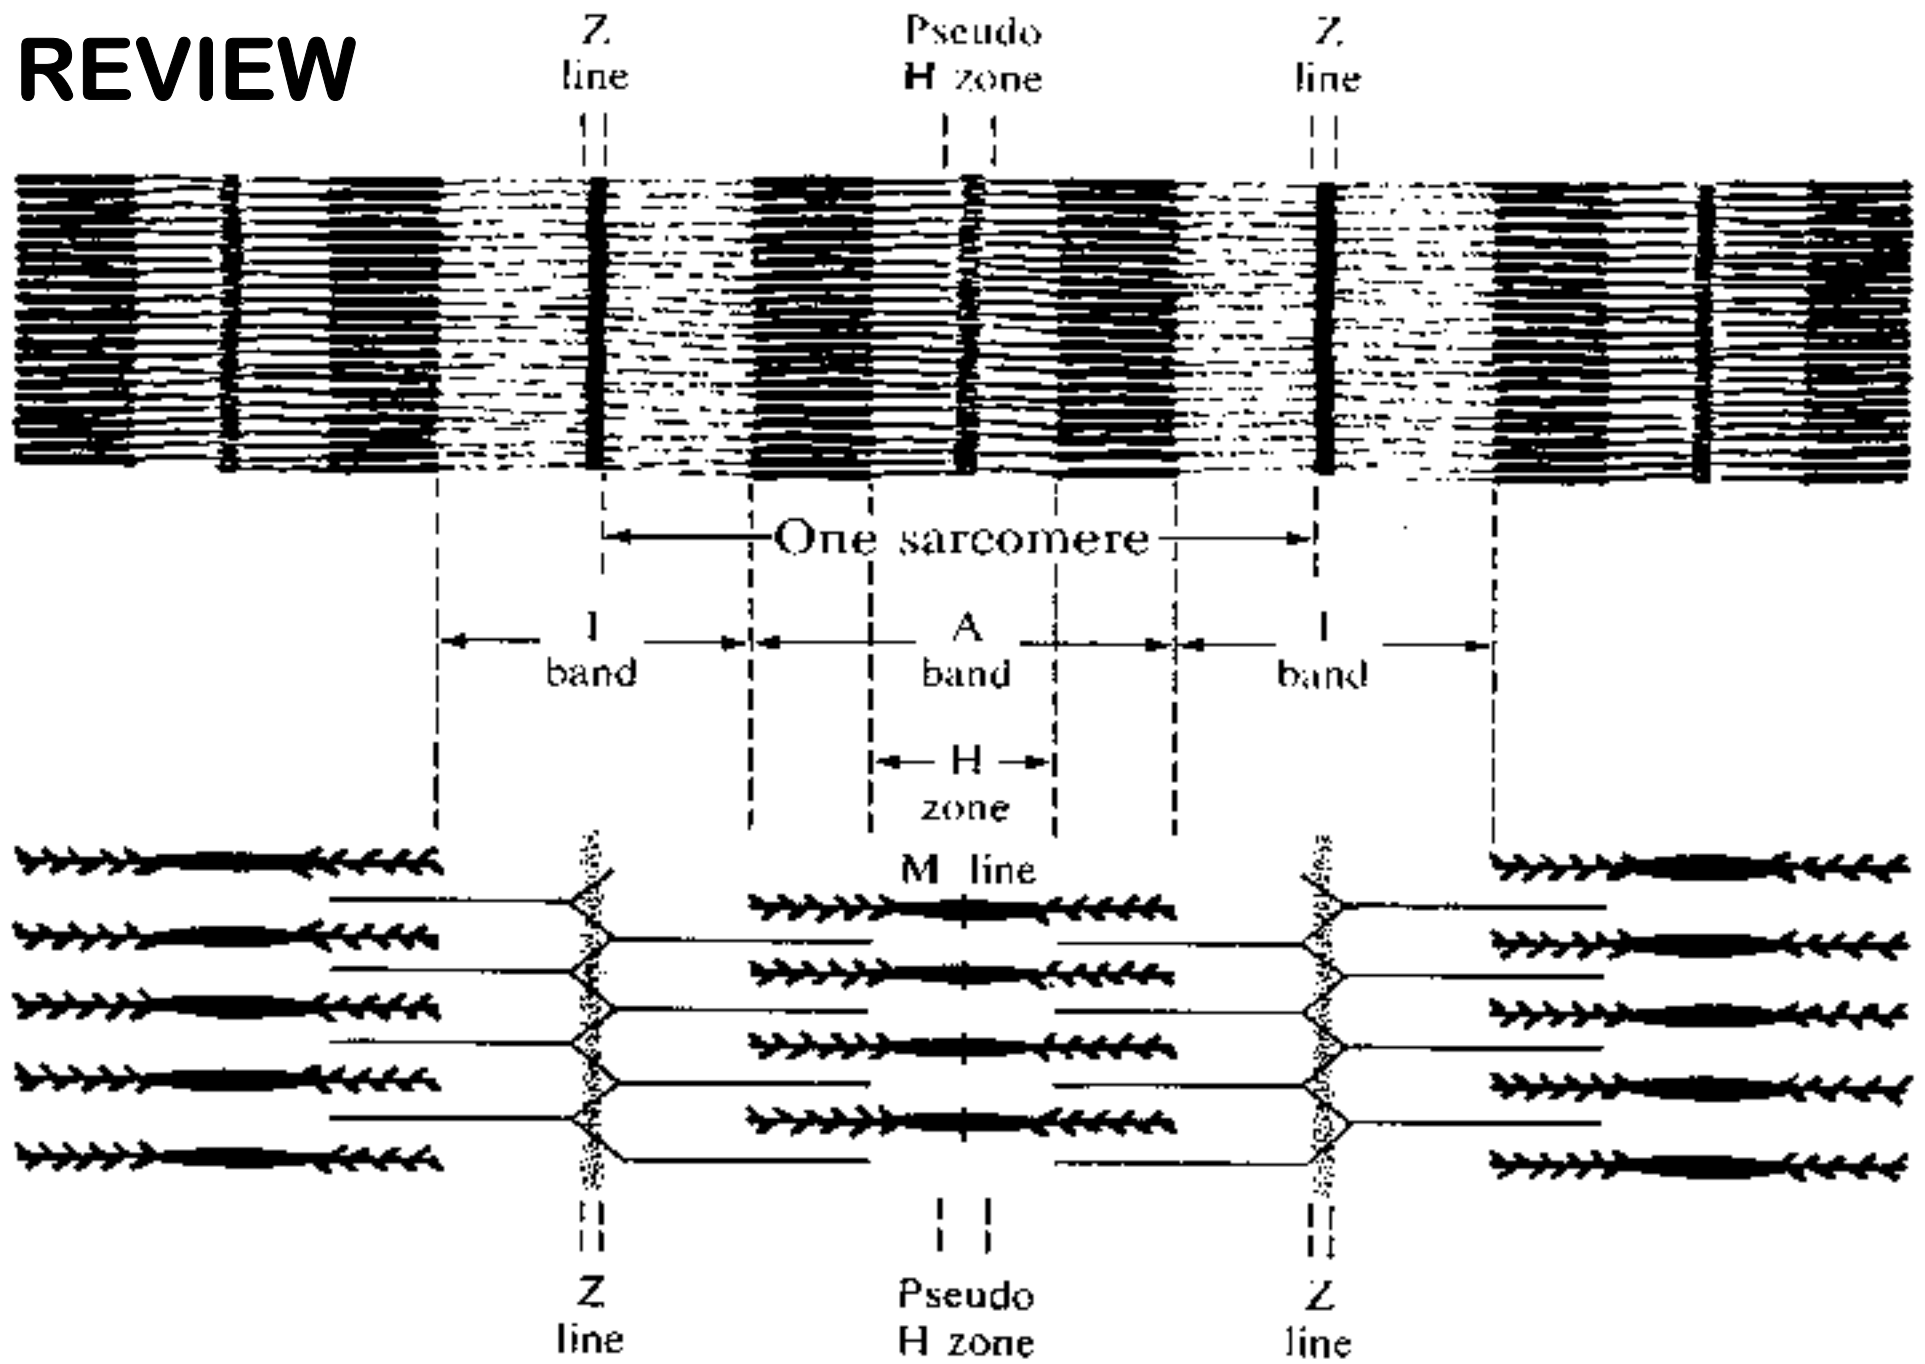 REVIEW
Z
line
Pseudo
H zone
Z
line
One sarcomere
I
band
A
band
I
band
H
zone
M line
Z
line
Pseudo
H zone
Z
line